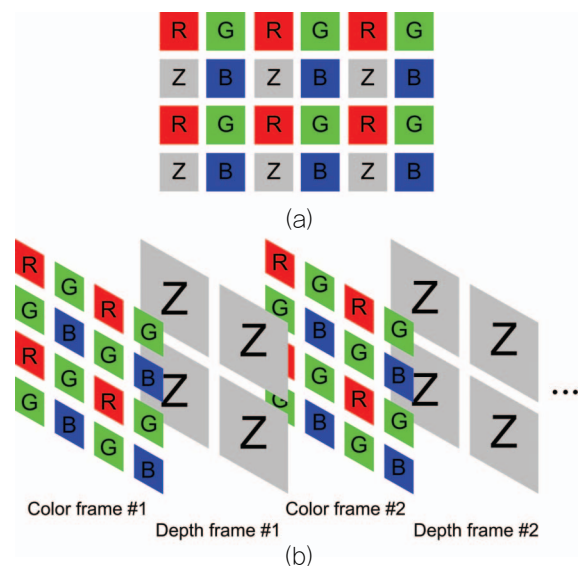 R G R G R G
Z B Z B Z B
R G R G R G
Z B Z B Z B
(a)
R G R G
G B G B
R G R G
G B G B
Z Z
Z Z
R G R G
G B G B
R G R G
G B G B
Z Z
Z Z
...
Color frame #1
Depth frame #1
Color frame #2
Depth frame #2
(b)